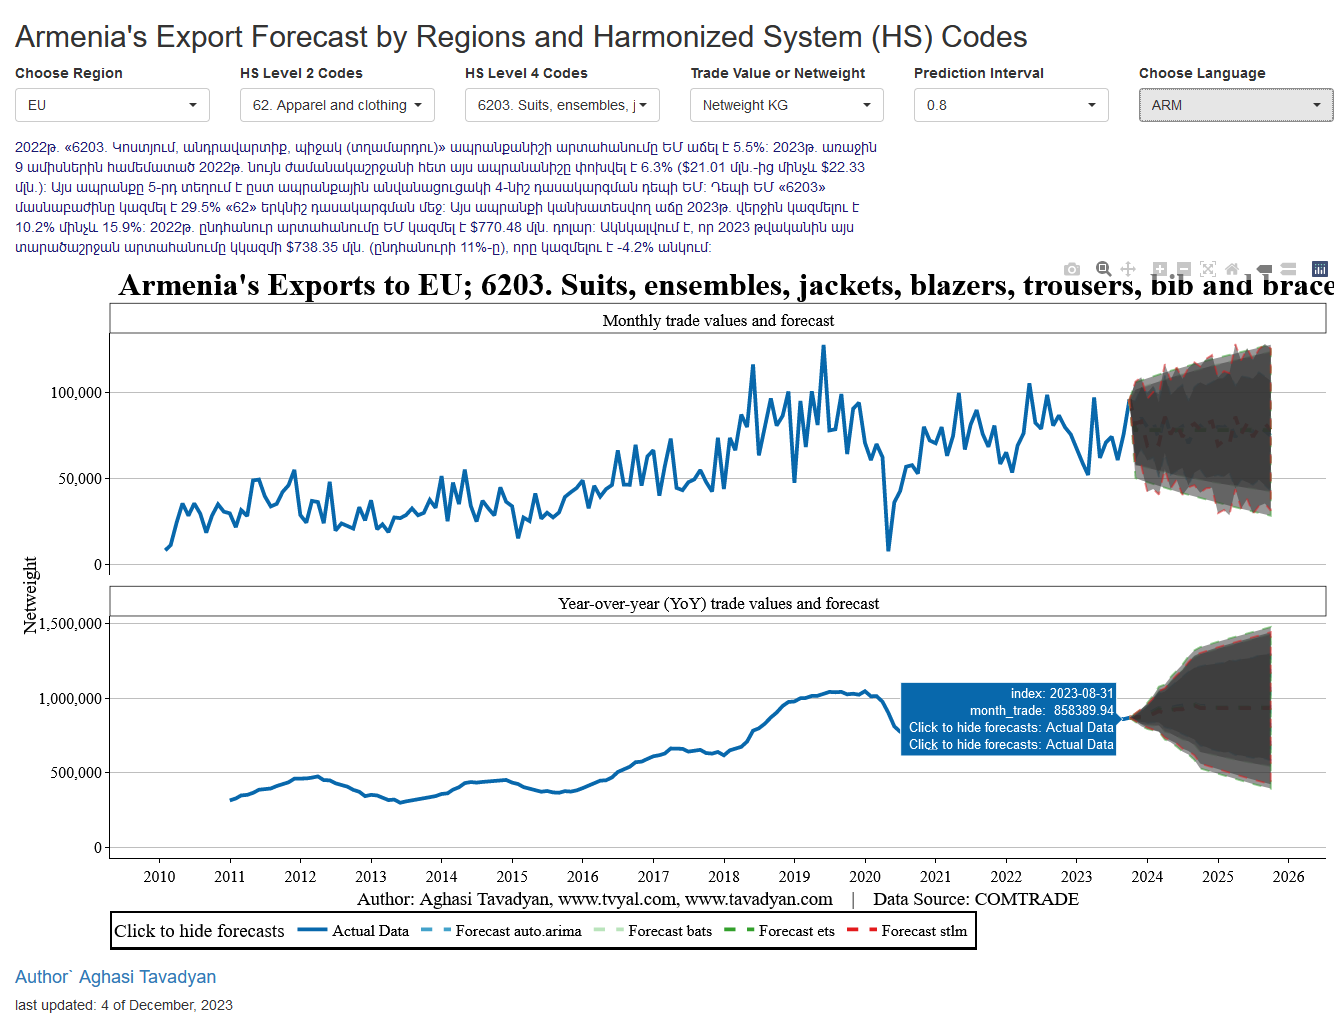 Armenia's Export Forecast by Regions and Harmonized System (HS) Codes
Choose Region HS Level 2 Codes HS Level 4 Codes Trade Value or Netweight Prediction Interval Choose Language
EU 62. Apparel and clothing 6203. Suits, ensembles, j Netweight KG 0.8 ARM
2022թ. «6203. Կոստյում, անդրավարտիք, պիջակ (տղամարդու)» ապրանքանիշի արտահանումը ԵՄ աճել է 5.5%: 2023թ. առաջին
9 ամիսներին համեմատած 2022թ. նույն ժամանակաշրջանի հետ այս ապրանանիշը փոխվել է 6.3% ($21.01 մլն.-ից մինչև $22.33
մլն.): Այս ապրանքը 5-րդ տեղում է ըստ ապրանքային անվանացուցակի 4-նիշ դասակարգման դեպի ԵՄ: Դեպի ԵՄ «6203»
մասնաբաժինը կազմել է 29.5% «62» երկնիշ դասակարգման մեջ: Այս ապրանքի կանխատեսվող աճը 2023թ. վերջին կազմելու է
10.2% մինչև 15.9%: 2022թ. ընդհանուր արտահանումը ԵՄ կազմել է $770.48 մլն. դոլար: Ակնկալվում է, որ 2023 թվականին այս
տարածաշրջան արտահանումը կկազմի $738.35 մլն. (ընդհանուրի 11%-ը), որը կազմելու է -4.2% անկում:
Armenia's Exports to EU; 6203. Suits, ensembles, jackets, blazers, trousers, bib and brace
Monthly trade values and forecast
100,000
50,000
0
Netweight
Year-over-year (YoY) trade values and forecast
1,500,000
1,000,000
500,000
0
index: 2023-08-31
month_trade: 858389.94
Click to hide forecasts: Actual Data
Click to hide forecasts: Actual Data
2010 2011 2012 2013 2014 2015 2016 2017 2018 2019 2020 2021 2022 2023 2024 2025 2026
Author: Aghasi Tavadyan, www.tvyal.com, www.tavadyan.com | Data Source: COMTRADE
Click to hide forecasts Actual Data Forecast auto.arima Forecast bats Forecast ets Forecast stlm
Author` Aghasi Tavadyan
last updated: 4 of December, 2023